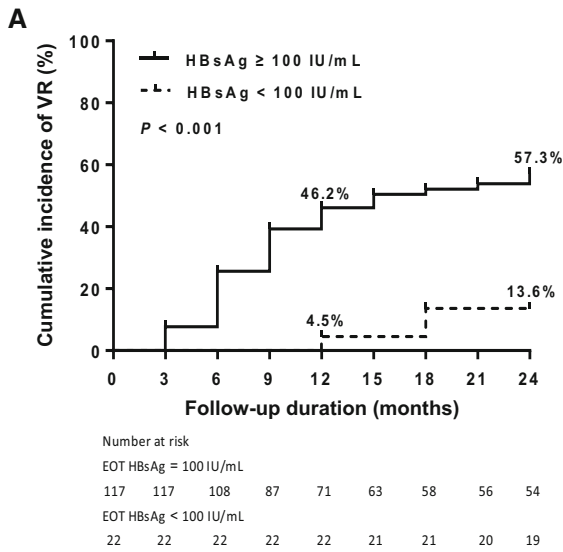 A
Cumulative incidence of VR (%)
100
80
60
40
20
0
HBsAg ≥ 100 IU/mL
HBsAg < 100 IU/mL
P < 0.001
46.2%
57.3%
4.5%
13.6%
0 3 6 9 12 15 18 21 24
Follow-up duration (months)
Number at risk
EOT HBsAg = 100 IU/mL
117 117 108 87 71 63 58 56 54
EOT HBsAg < 100 IU/mL
22 22 22 22 22 21 21 20 19